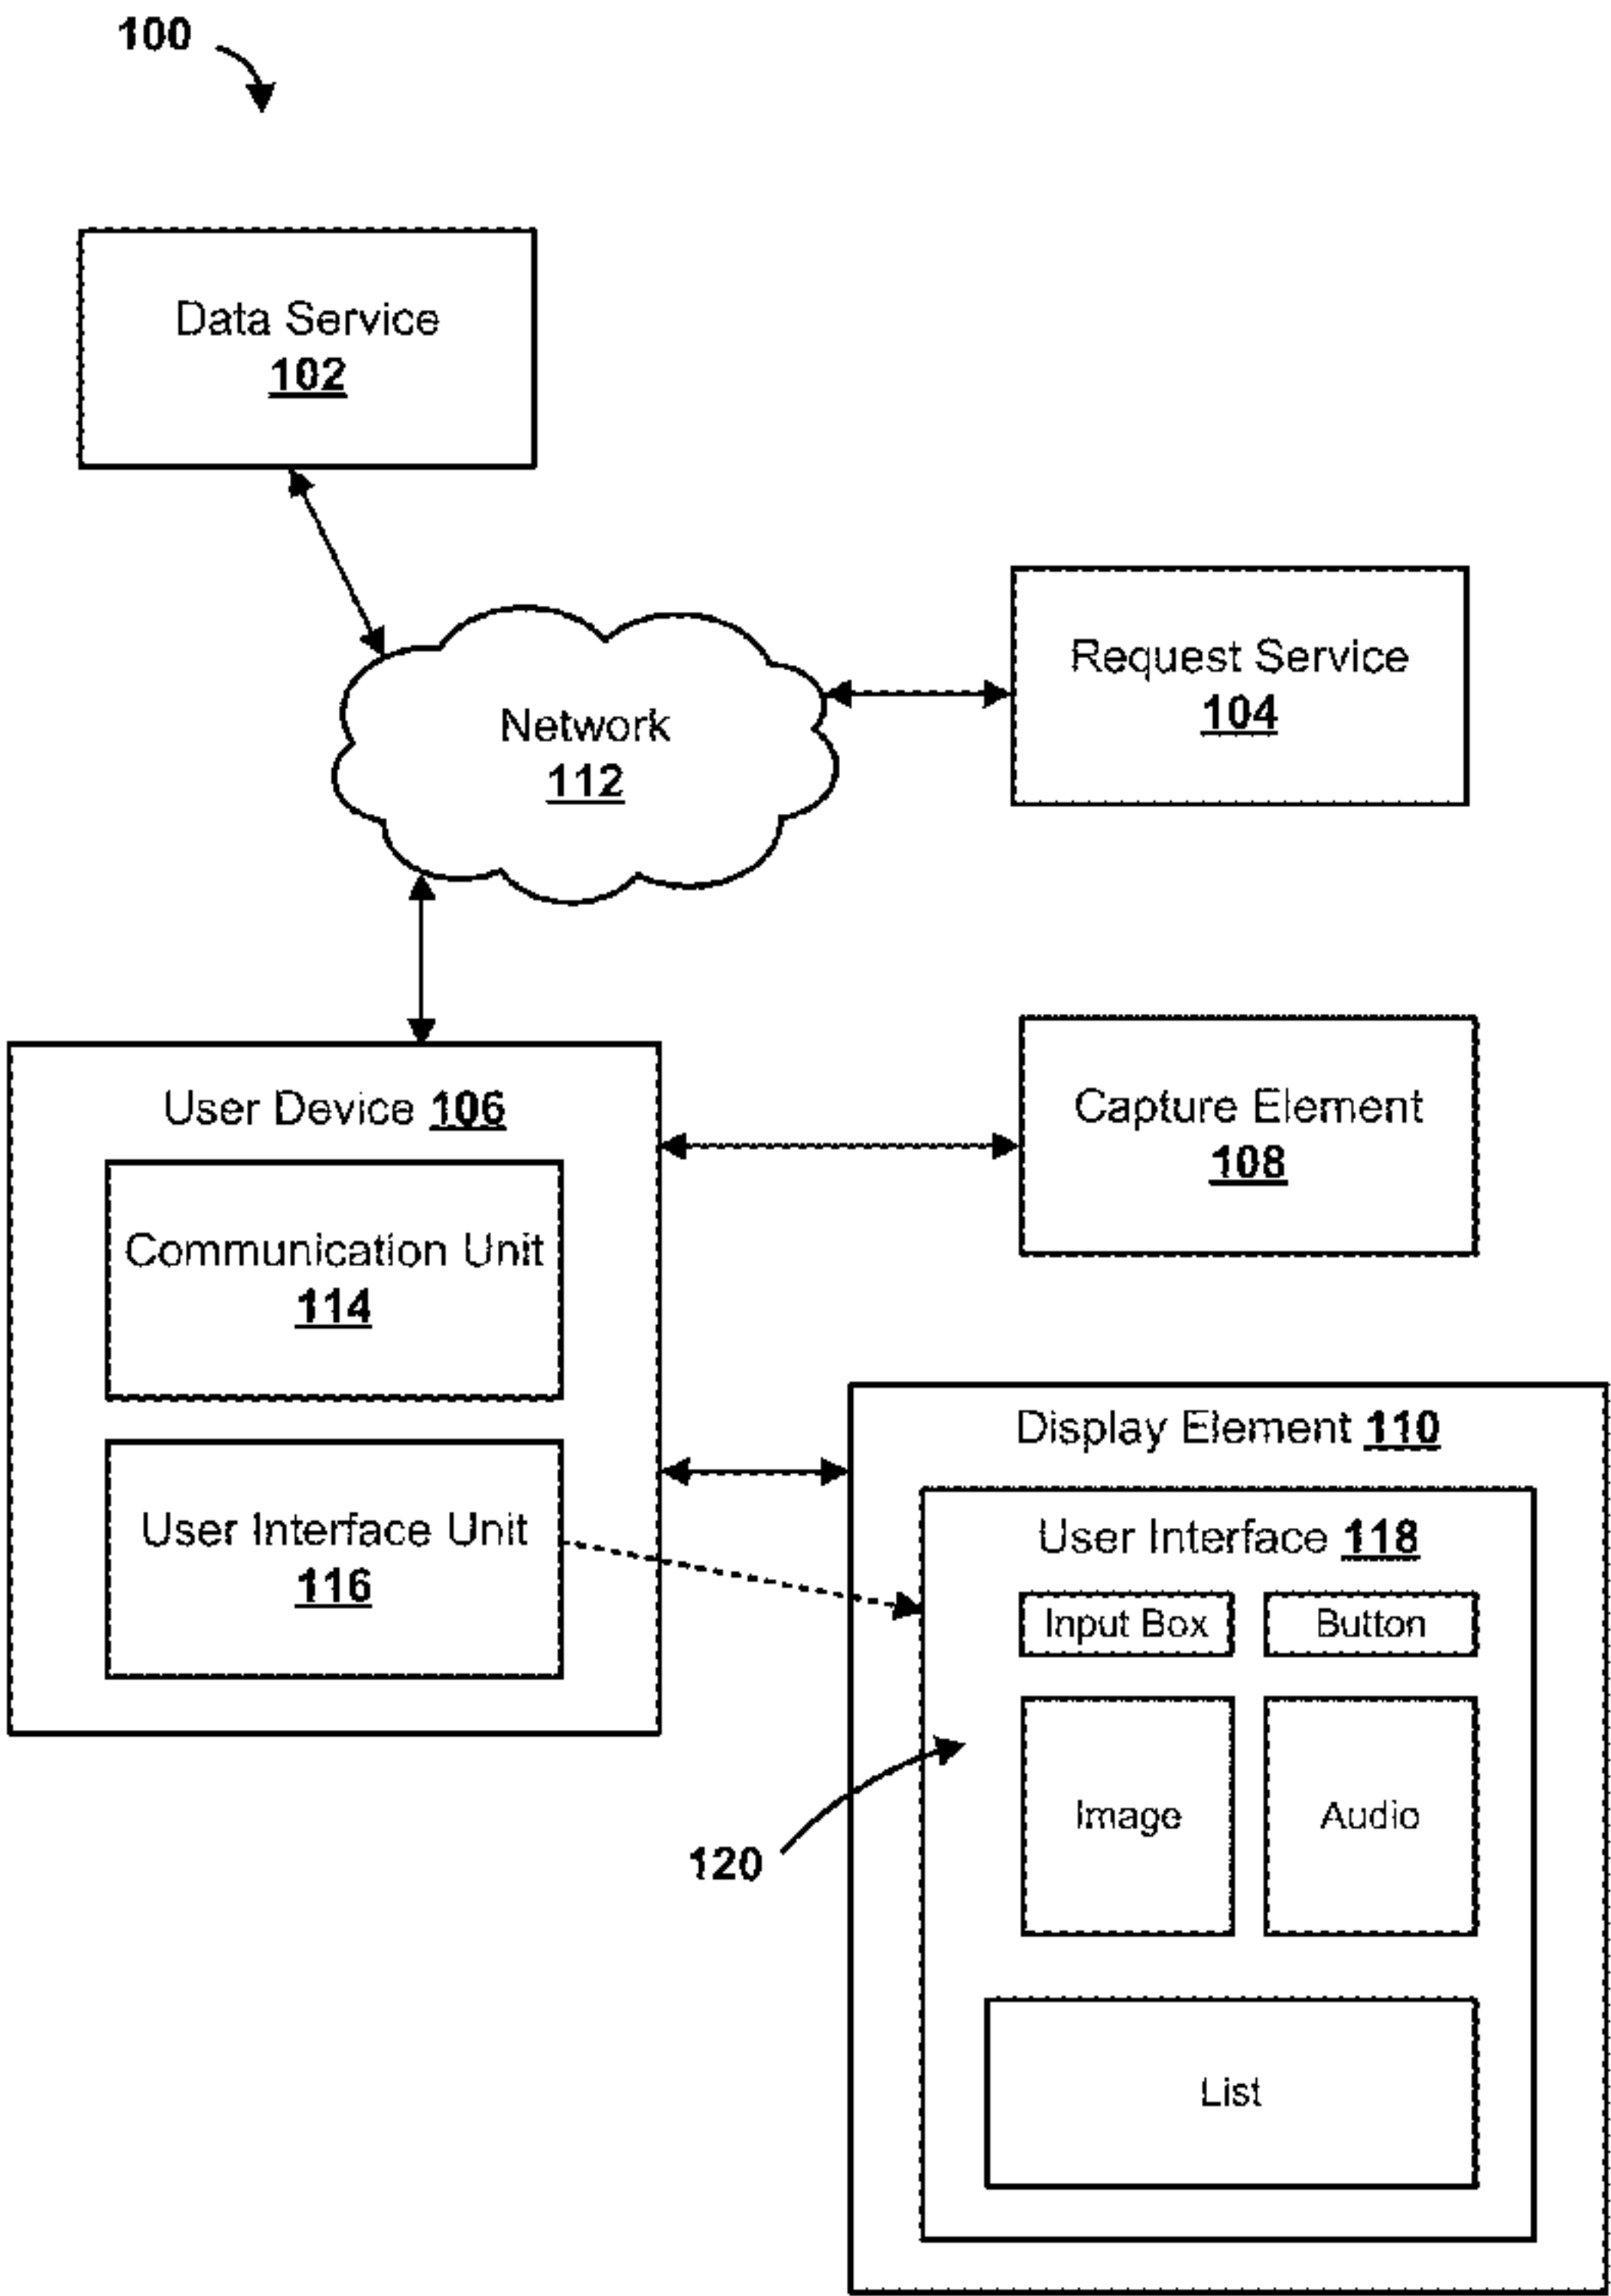 100
Data Service
102
Request Service
104
Network
112
User Device 106
Capture Element
108
Communication Unit
114
User Interface Unit
116
Display Element 110
User Interface 118
Input Box
Button
Image
Audio
120
List